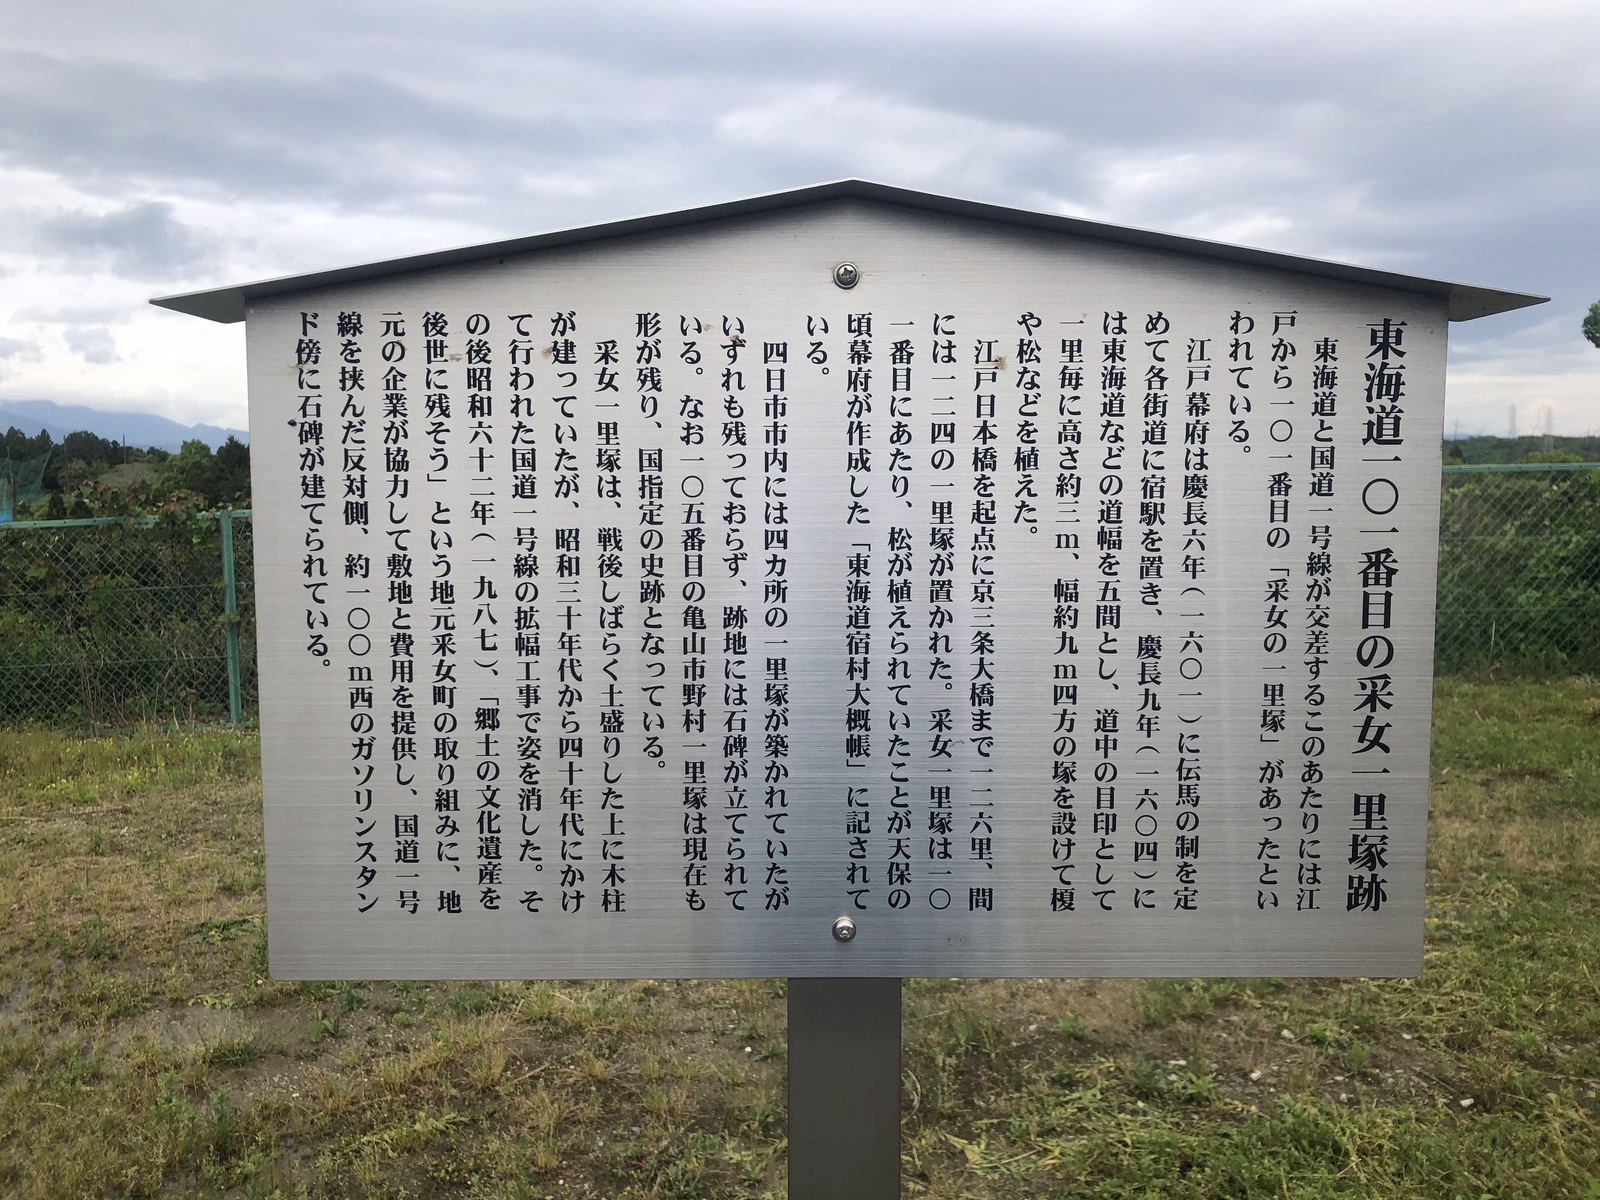 東海道一〇一番目の采女一里塚跡
東海道と国道一号線が交差するこのあたりには江
戸から一〇一番目の「采女の一里塚」があったとい
われている。
江戸幕府は慶長六年(一六〇一)に伝馬の制を定
めて各街道に宿駅を置き、慶長九年(一六〇四)に
は東海道などの道幅を五間とし、道中の目印として
一里毎に高さ約三m、幅約九m四方の塚を設けて榎
や松などを植えた。
江戸日本橋を起点に京三条大橋まで一二六里、間
には一二四の一里塚が置かれた。采女一里塚は一〇
一番目にあたり、松が植えられていたことが天保の
頃幕府が作成した「東海道宿村大概帳」に記されて
いる。
四日市市内には四カ所の一里塚が築かれていたが
いずれも残っておらず、跡地には石碑が立てられて
いる。なお一〇五番目の亀山市野村一里塚は現在も
形が残り、国指定の史跡となっている。
采女一里塚は、戦後しばらく土盛りした上に木柱
が建っていたが、昭和三十年代から四十年代にかけ
て行われた国道一号線の拡幅工事で姿を消した。そ
の後昭和六十二年(一九八七)、「郷土の文化遺産を
後世に残そう」という地元采女町の取り組みに、地
元の企業が協力して敷地と費用を提供し、国道一号
線を挟んだ反対側、約一〇〇m西のガソリンスタン
ド傍に石碑が建てられている。